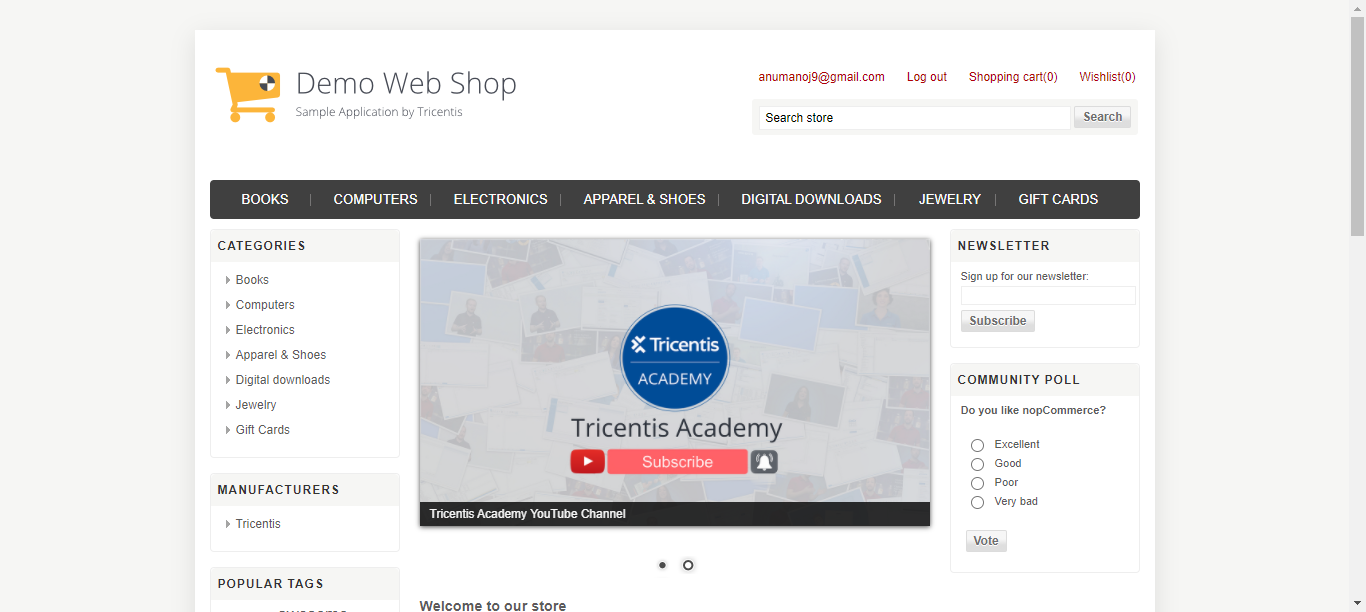 Demo Web Shop
Sample Application by Tricentis
anumanoj9@gmail.com Log out Shopping cart(0) Wishlist(0)
Search store Search
BOOKS | COMPUTERS | ELECTRONICS | APPAREL & SHOES | DIGITAL DOWNLOADS | JEWELRY | GIFT CARDS
CATEGORIES
Books
Computers
Electronics
Apparel & Shoes
Digital downloads
Jewelry
Gift Cards
MANUFACTURERS
Tricentis
POPULAR TAGS
Tricentis
ACADEMY
Tricentis Academy
Subscribe
Tricentis Academy YouTube Channel
Welcome to our store
NEWSLETTER
Sign up for our newsletter:
Subscribe
COMMUNITY POLL
Do you like nopCommerce?
Excellent
Good
Poor
Very bad
Vote